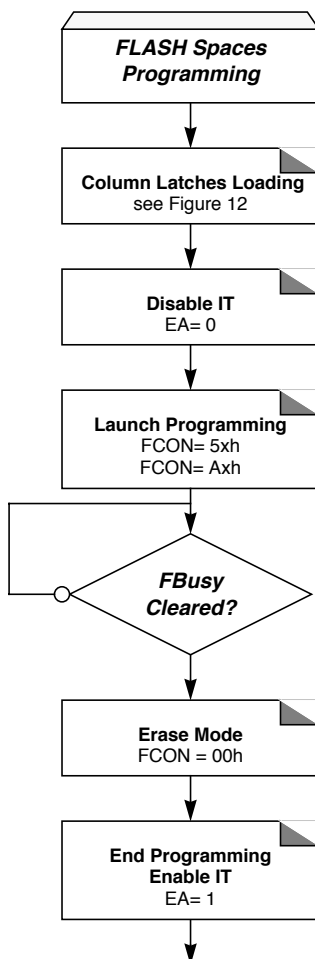 FLASH Spaces
Programming
Column Latches Loading
see Figure 12
Disable IT
EA= 0
Launch Programming
FCON= 5xh
FCON= Axh
FBusy
Cleared?
Erase Mode
FCON = 00h
End Programming
Enable IT
EA= 1